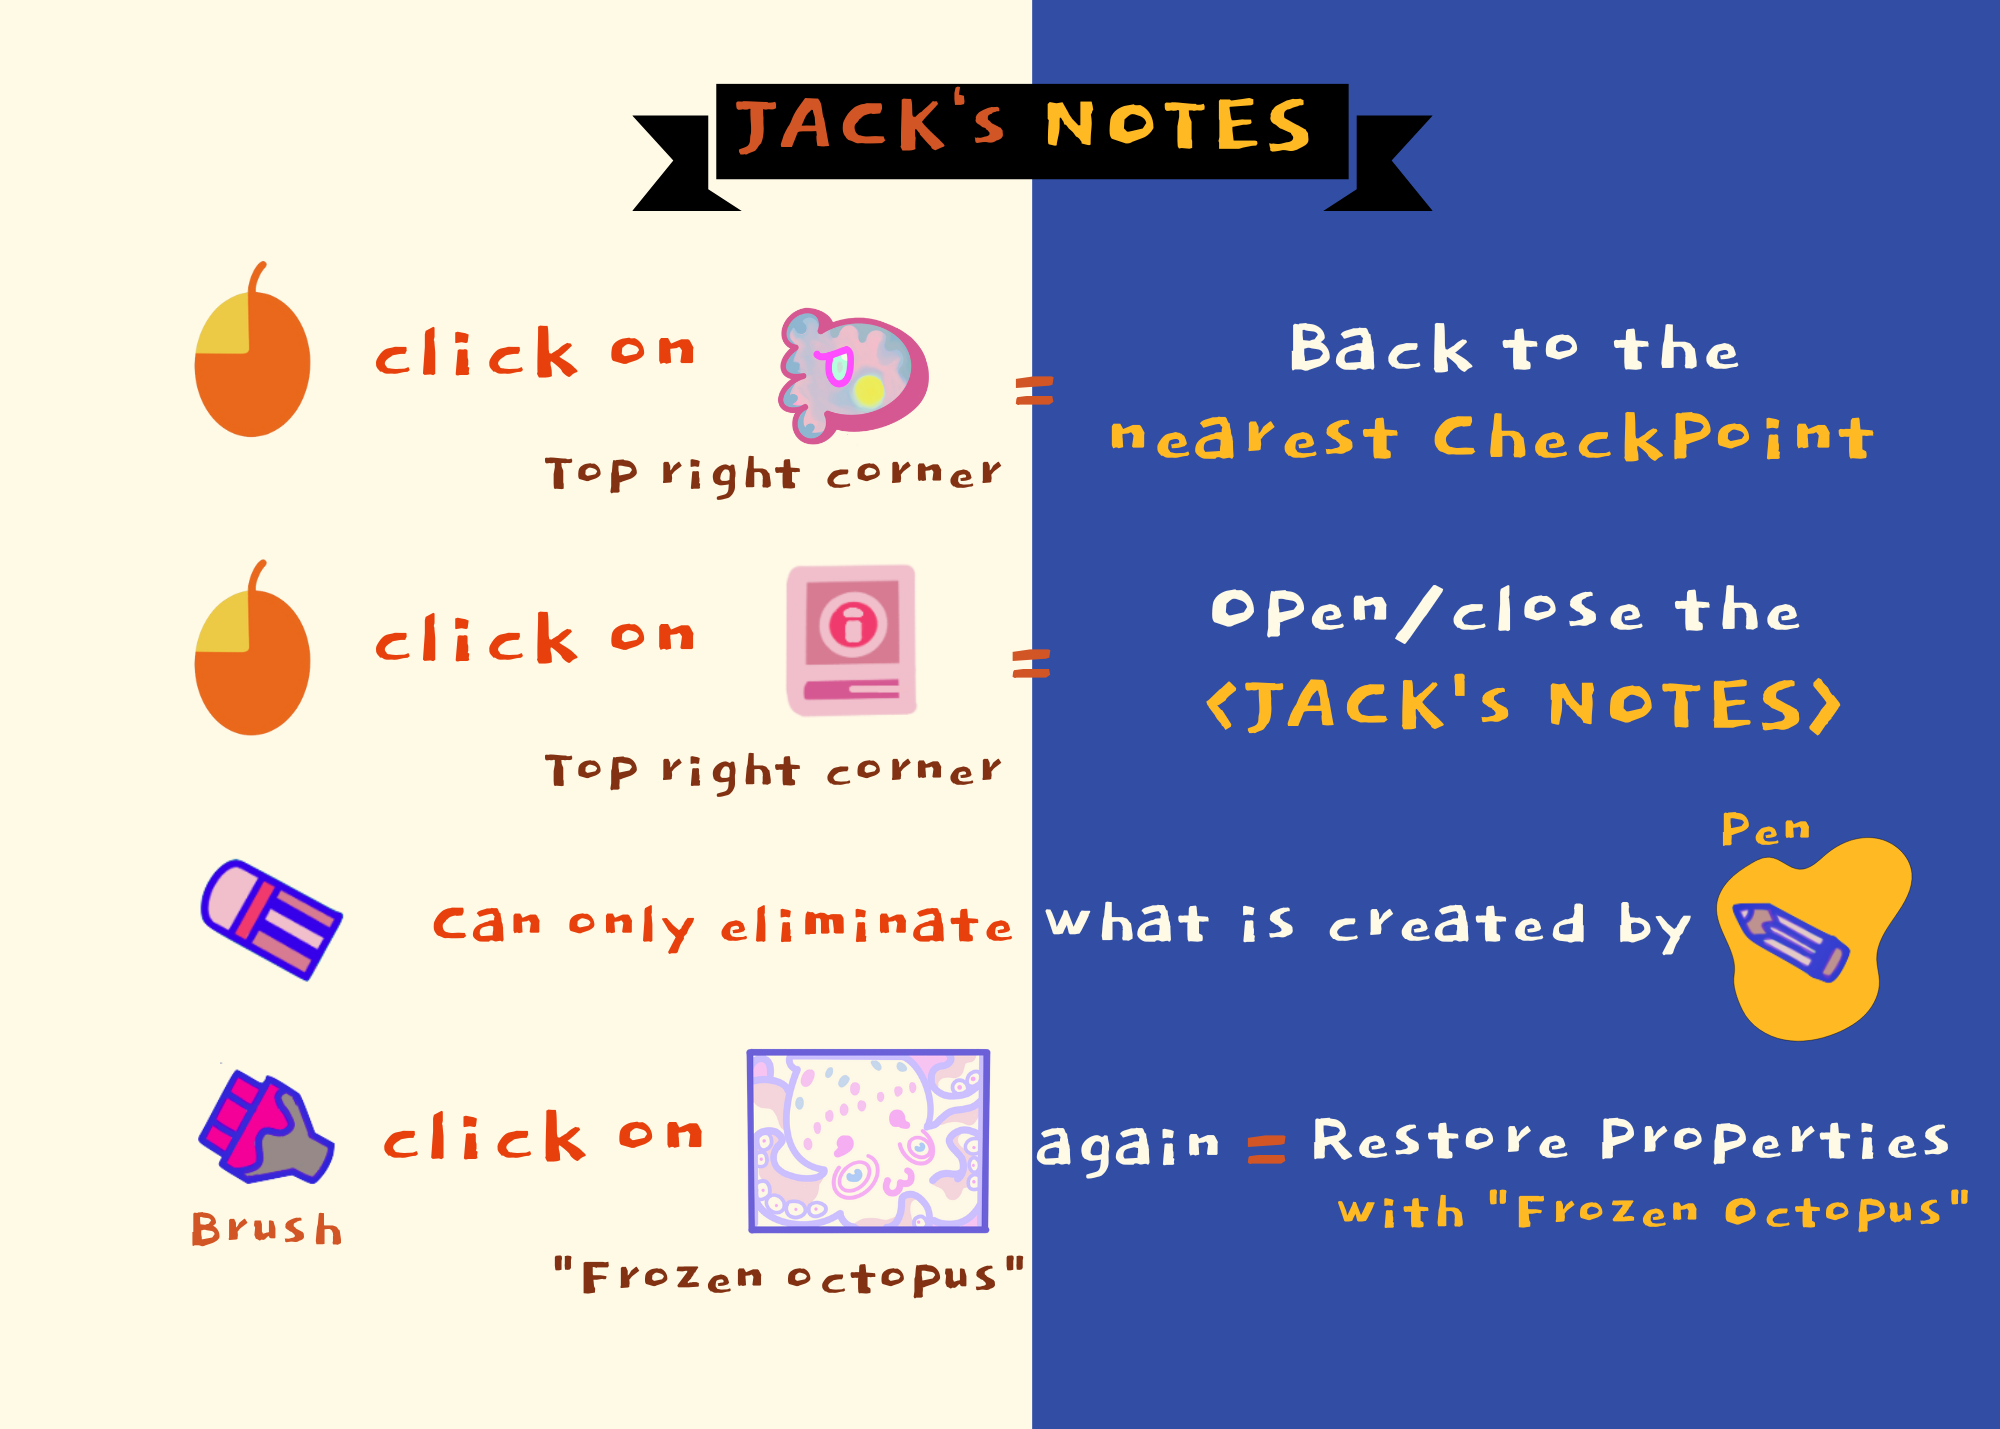 JACK's NOTES
click on = Back to the
nearest CheckPoint
Top right corner
click on = Open/close the
<JACK's NOTES>
Top right corner
Pen
Can only eliminate what is created by
click on again = Restore Properties
Brush with "Frozen Octopus"
"Frozen octopus"